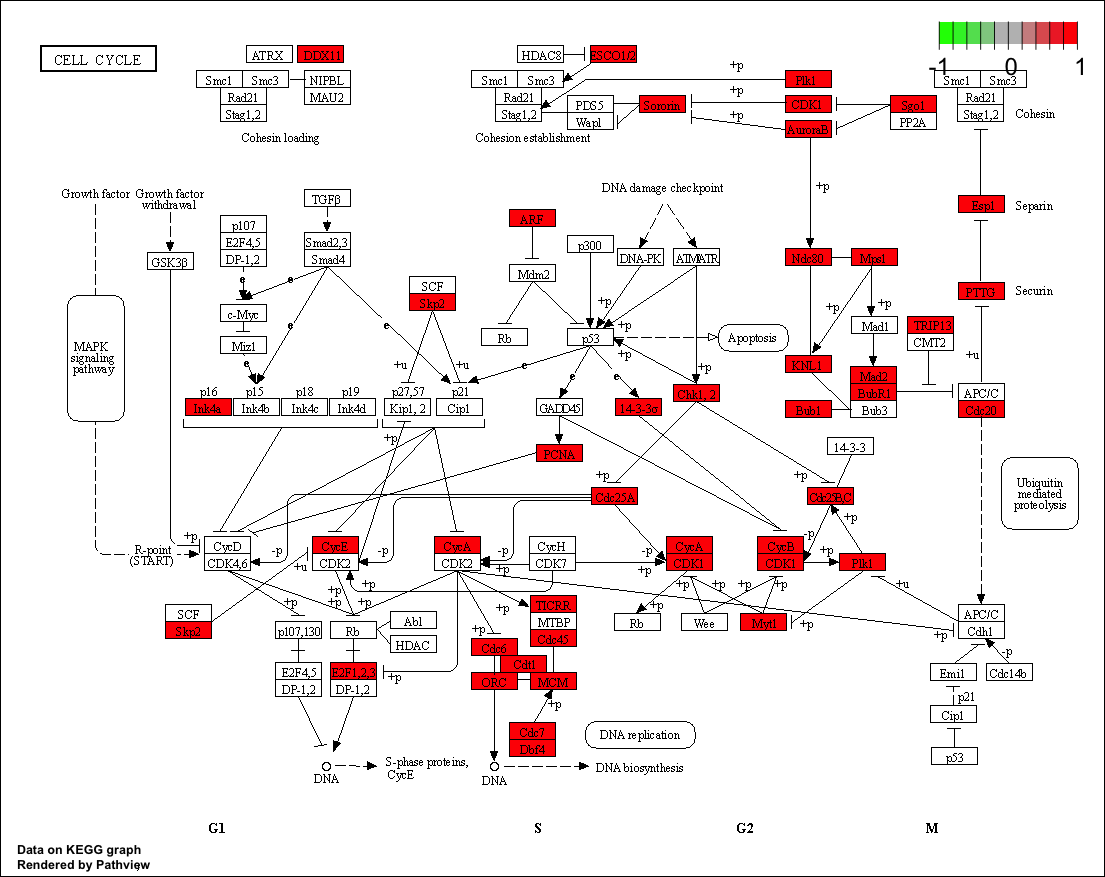 CELL CYCLE
ATRX DDX11
Smc1 Smc3 NIPBL
Rad21 MAU2
Stag1,2
Cohesin loading
HDAC8 ESCO1/2
Smc1 Smc3
Rad21
Stag1,2
PDS5
Wapl
Sororin
Cohesion establishment
+p
Plk1
+p
CDK1
+p
AuroraB
Sgo1
PP2A
-1 0 1
Smc1 Smc3
Rad21
Stag1,2
Cohesin
+p
Growth factor
Growth factor
withdrawal
GSK3β
p107
E2F4,5
DP-1,2
TGFβ
Smad2,3
Smad4
e
e
c-Myc
e
Miz1
e
e
SCF
Skp2
ARF
Mdm2
Rb
DNA damage checkpoint
p300
DNA-PK
ATM/ATR
+p
+p
p53
+p
Apoptosis
e
e
e
Ndc80
Mps1
+p
+p
Mad1
KNL1
Mad2
BubR1
Bub3
Bub1
TRIP13
CMT2
Esp1
Separin
PTTG
Securin
+u
APC/C
Cdc20
MAPK
signaling
pathway
p16
Ink4a
p15
Ink4b
p18
Ink4c
p19
Ink4d
+u
+u
p27,57
Kip1, 2
p21
Cip1
GADD45
14-3-3σ
+p
Chk1, 2
+p
PCNA
+p
Cdc25A
14-3-3
+p
Cdc25B,C
Ubiquitin
mediated
proteolysis
R-point
(START)
+p
CycD
CDK4,6
-p
+u
CycE
CDK2
-p
CycA
CDK2
-p
+p
CycH
CDK7
-p
+p
CycA
CDK1
CycB
CDK1
-p
+p
+p
Plk1
+u
SCF
Skp2
+p
+p
+p
+p
p107,130
Rb
Abl
HDAC
E2F4,5
DP-1,2
E2F1,2,3
DP-1,2
+p
+p
+p
TICRR
MTBP
Cdc45
Cdc6
Cdt1
ORC
MCM
+p
Cdc7
Dbf4
+p
Rb
+p
+p
Wee
Myt1
+p
+p
APC/C
Cdh1
-p
Emi1
Cdc14b
p21
Cip1
p53
DNA replication
DNA
S-phase proteins,
CycE
DNA
DNA biosynthesis
G1 S G2 M
Data on KEGG graph
Rendered by Pathview